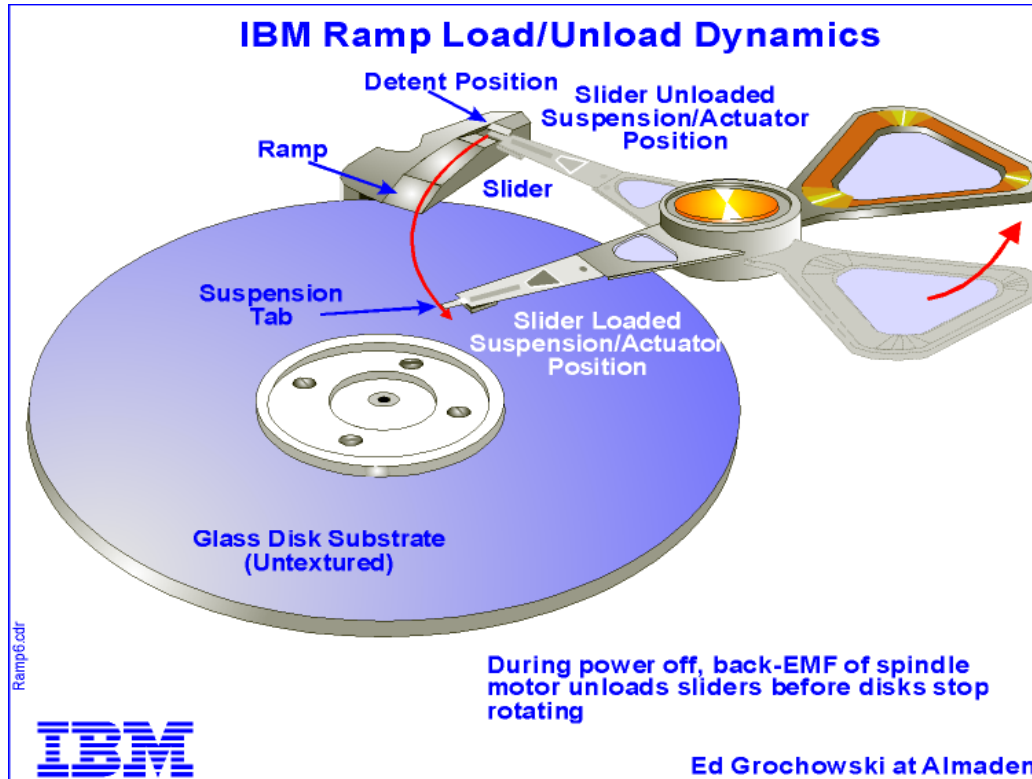 IBM Ramp Load/Unload Dynamics
Detent Position
Slider Unloaded
Suspension/Actuator
Position
Ramp
Slider
Suspension
Tab
Slider Loaded
Suspension/Actuator
Position
Glass Disk Substrate
(Untextured)
Ramp6.cdr
During power off, back-EMF of spindle
motor unloads sliders before disks stop
rotating
IBM
Ed Grochowski at Almaden